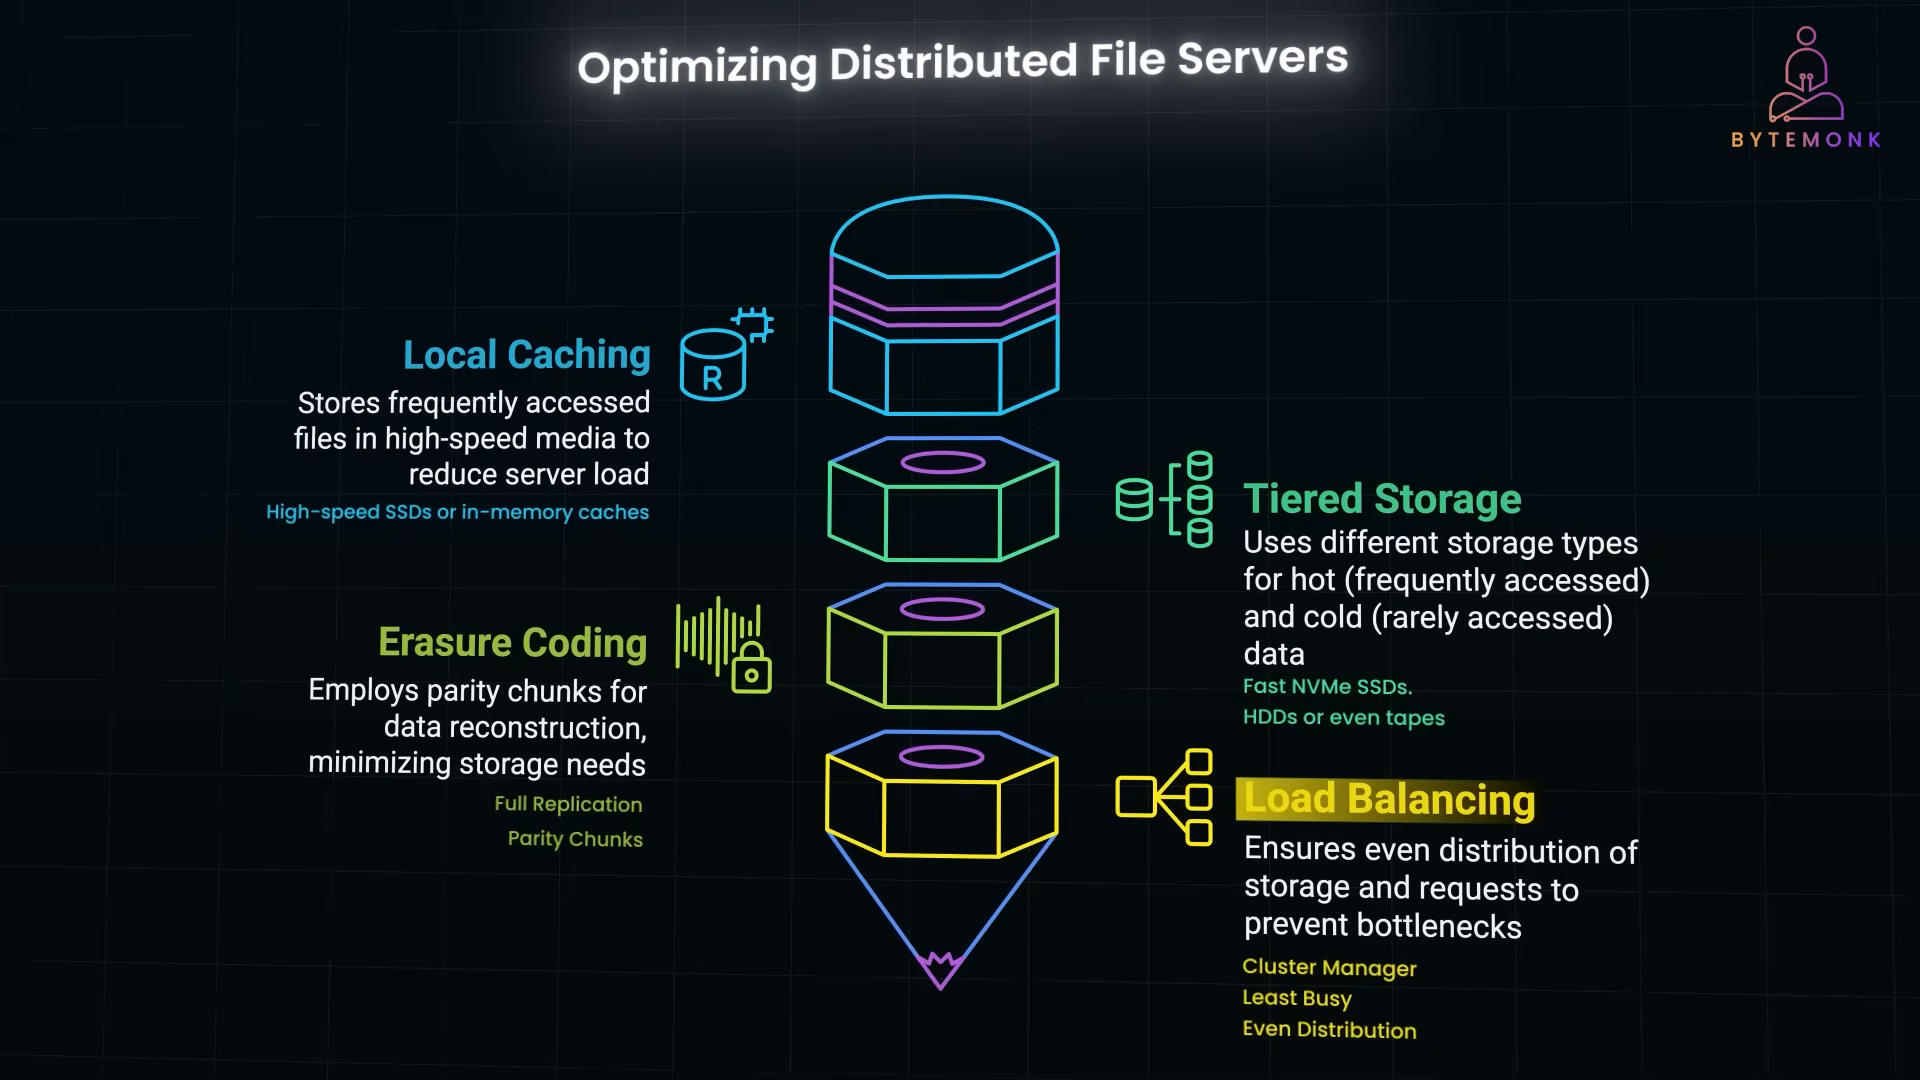 Optimizing Distributed File Servers
BYTEMONK
Local Caching
Stores frequently accessed
files in high-speed media to
reduce server load
High-speed SSDs or in-memory caches
R
Tiered Storage
Uses different storage types
for hot (frequently accessed)
and cold (rarely accessed)
data
Fast NVMe SSDs.
HDDs or even tapes
Erasure Coding
Employs parity chunks for
data reconstruction,
minimizing storage needs
Full Replication
Parity Chunks
Load Balancing
Ensures even distribution of
storage and requests to
prevent bottlenecks
Cluster Manager
Least Busy
Even Distribution